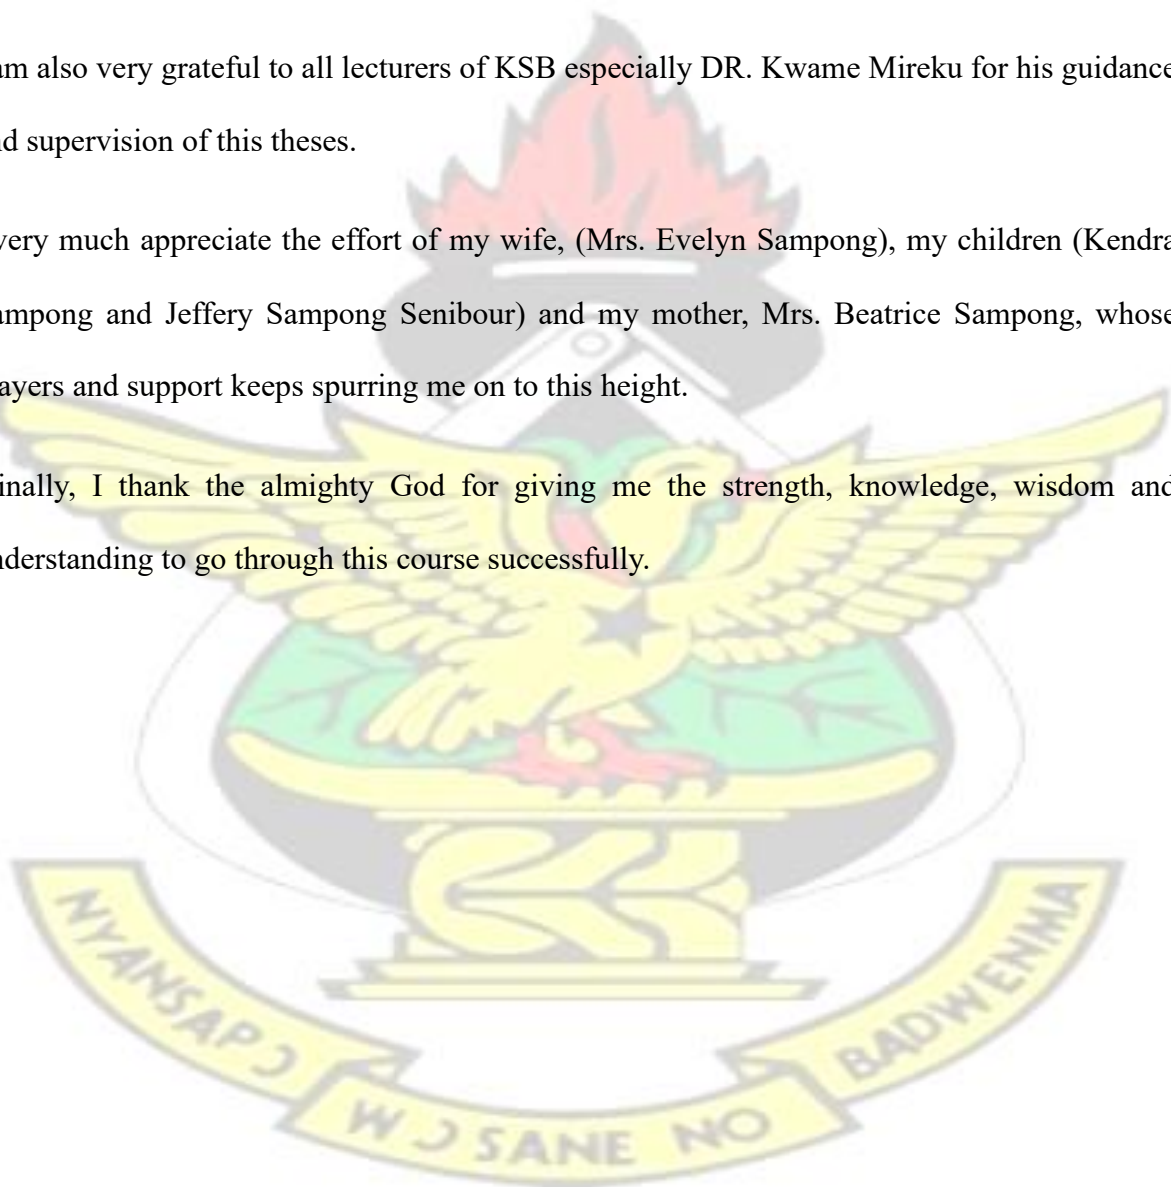 am also very grateful to all lecturers of KSB especially DR. Kwame Mireku for his guidance
nd supervision of this theses.
very much appreciate the effort of my wife, (Mrs. Evelyn Sampong), my children (Kendra
ampong and Jeffery Sampong Senibour) and my mother, Mrs. Beatrice Sampong, whose
ayers and support keeps spurring me on to this height.
inally, I thank the almighty God for giving me the strength, knowledge, wisdom and
nderstanding to go through this course successfully.
NYANSAPƆ
WƆSANE NO
BADWENMA